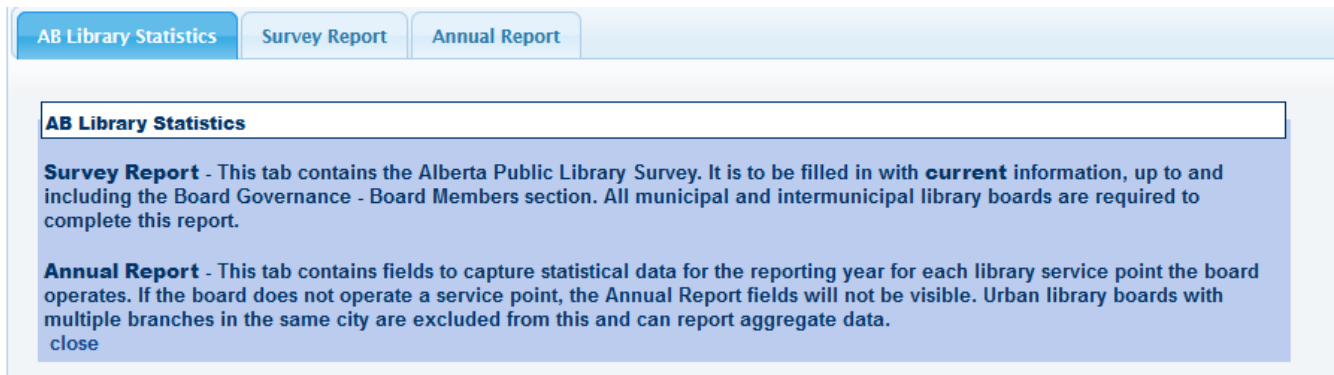 AB Library Statistics Survey Report Annual Report
AB Library Statistics
Survey Report - This tab contains the Alberta Public Library Survey. It is to be filled in with current information, up to and
including the Board Governance - Board Members section. All municipal and intermunicipal library boards are required to
complete this report.
Annual Report - This tab contains fields to capture statistical data for the reporting year for each library service point the board
operates. If the board does not operate a service point, the Annual Report fields will not be visible. Urban library boards with
multiple branches in the same city are excluded from this and can report aggregate data.
close